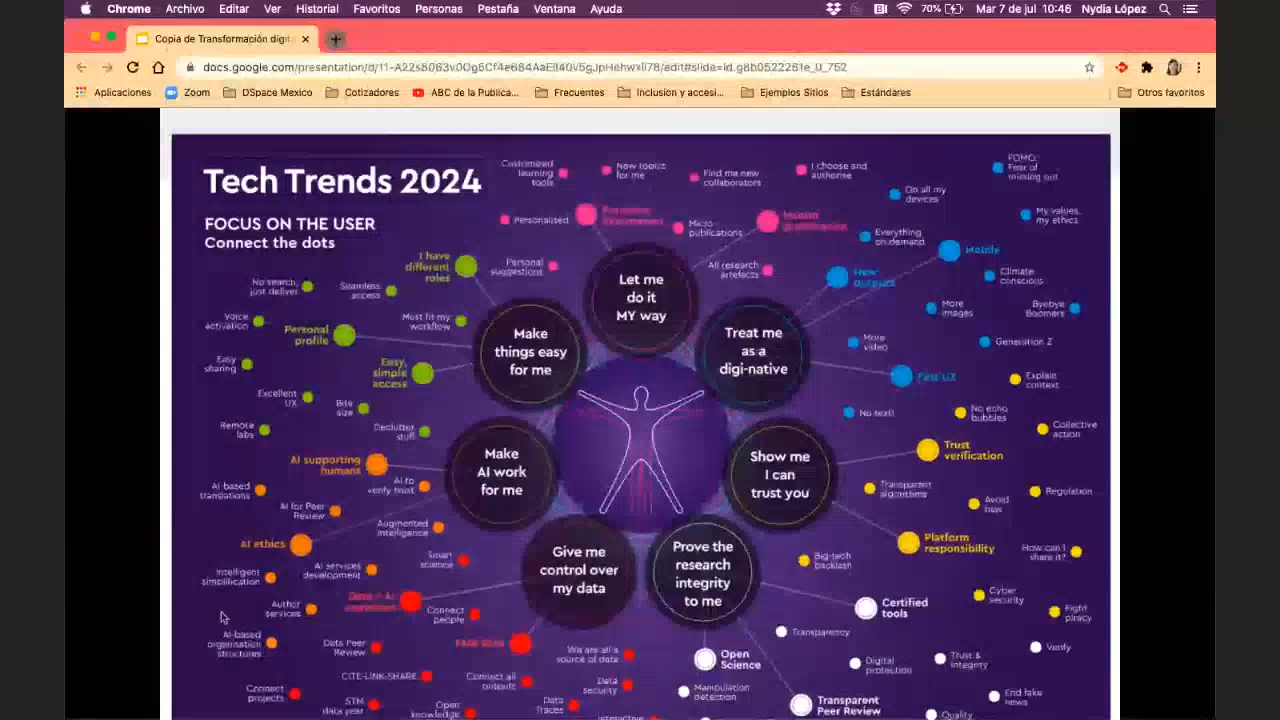 Chrome Archivo Editar Ver Historial Favoritos Personas Pestaña Ventana Ayuda
70% Mar 7 de jul 10:46 Nydia López
Copia de Transformación digit
Aplicaciones Zoom DSpace Mexico Cotizadores ABC de la Publica... Frecuentes Inclusion y accesi... Ejemplos Sitios Estándares Otros favoritos
Tech Trends 2024
FOCUS ON THE USER
Connect the dots
Customized
learning
tools
New topics
for me
Find me new
collaborators
I choose and
authorise
FOMO:
Fear of
missing out
On all my
devices
Personalised
Micro
publications
My values,
my ethics
Everything
on demand
Mobile
I have
different
roles
Personal
suggestions
All research
artefacts
New
outputs
Climate
conscious
No search,
just deliver
Seamless
access
Let me
do it
MY way
More
images
Byebye
Boomers
Voice
activation
Personal
profile
Must fit my
workflow
Make
things easy
for me
Treat me
as a
digi-native
More
video
Generation Z
Easy
sharing
Easy,
simple
access
Fast UX
Explain
context
Excellent
UX
Bite
size
No text!
No echo
bubbles
Collective
action
Remote
labs
Declutter
stuff
Trust
verification
AI supporting
humans
Make
AI work
for me
Show me
I can
trust you
AI-based
translations
AI to
verify trust
Transparent
algorithms
Regulation
AI for Peer
Review
Avoid
bias
Augmented
intelligence
AI ethics
Platform
responsibility
How can I
share it?
Smart
science
Give me
control over
my data
Prove the
research
integrity
to me
Big-tech
backlash
Intelligent
simplification
AI services
development
Cyber
security
Author
services
Connect
people
Certified
tools
Fight
piracy
AI-based
organisation
structures
Data Peer
Review
Transparency
Verify
We are all a
source of data
Open
Science
Digital
protection
Trust &
Integrity
CITE-LINK-SHARE
Connect all
outputs
Data
security
Manipulation
detection
Connect
projects
End fake
news
STM
data year
Open
knowledge
Data
Traces
Transparent
Peer Review
Quality